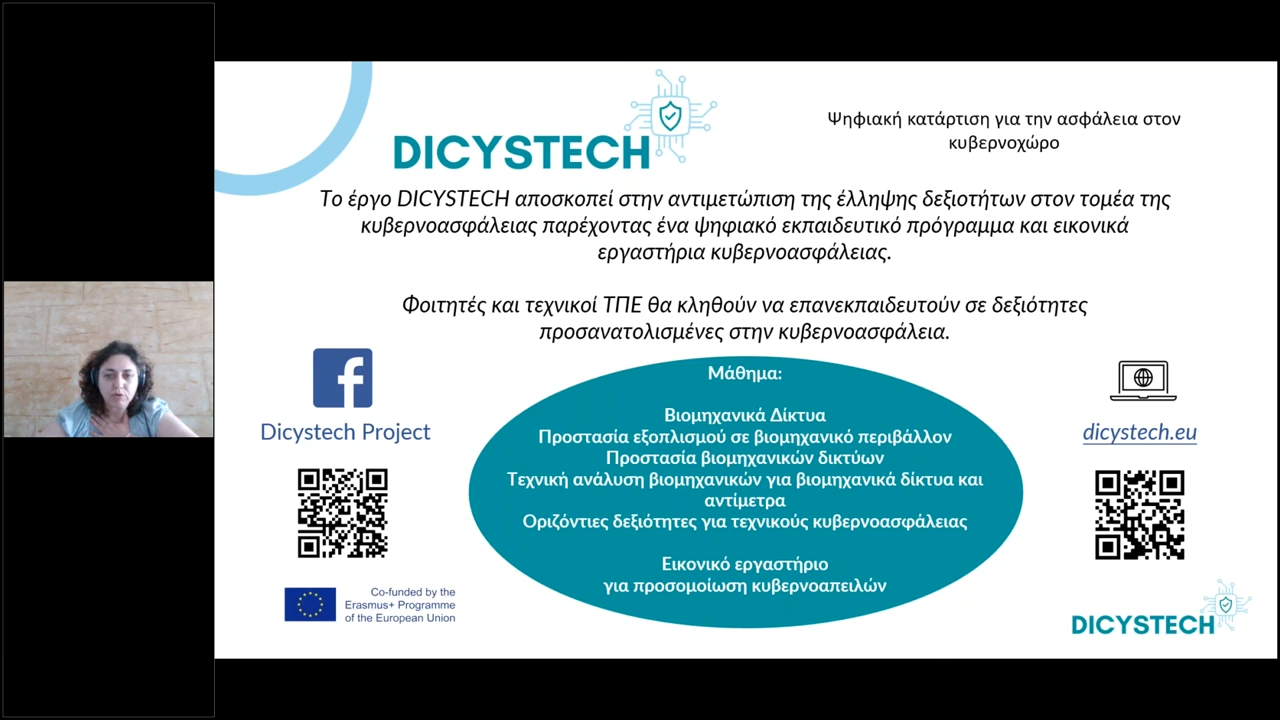 DICYSTECH
Ψηφιακή κατάρτιση για την ασφάλεια στον
κυβερνοχώρο
Το έργο DICYSTECH αποσκοπεί στην αντιμετώπιση της έλληψης δεξιοτήτων στον τομέα της
κυβερνοασφάλειας παρέχοντας ένα ψηφιακό εκπαιδευτικό πρόγραμμα και εικονικά
εργαστήρια κυβερνοασφάλειας.
Φοιτητές και τεχνικοί ΤΠΕ θα κληθούν να επανεκπαιδευτούν σε δεξιότητες
προσανατολισμένες στην κυβερνοασφάλεια.
Dicystech Project
Μάθημα:
Βιομηχανικά Δίκτυα
Προστασία εξοπλισμού σε βιομηχανικό περιβάλλον
Προστασία βιομηχανικών δικτύων
Τεχνική ανάλυση βιομηχανικών για βιομηχανικά δίκτυα και
αντίμετρα
Οριζόντιες δεξιότητες για τεχνικούς κυβερνοασφάλειας
Εικονικό εργαστήριο
για προσομοίωση κυβερνοαπειλών
dicystech.eu
Co-funded by the
Erasmus+ Programme
of the European Union
DICYSTECH